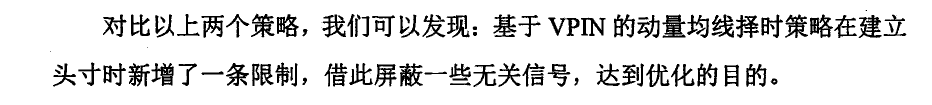 对比以上两个策略，我们可以发现：基于 VPIN 的动量均线择时策略在建立
头寸时新增了一条限制，借此屏蔽一些无关信号，达到优化的目的。